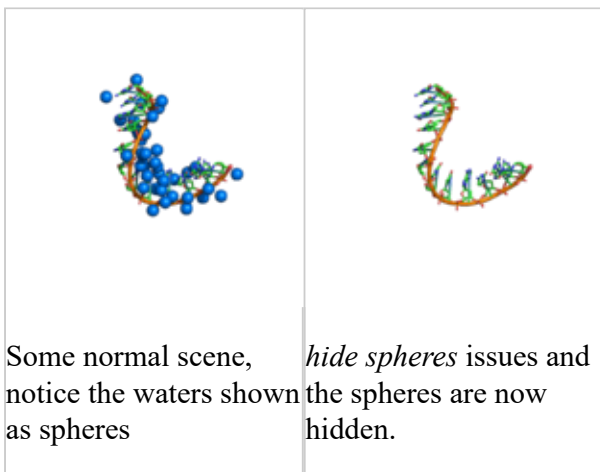 Some normal scene,
notice the waters shown
as spheres
hide spheres issues and
the spheres are now
hidden.